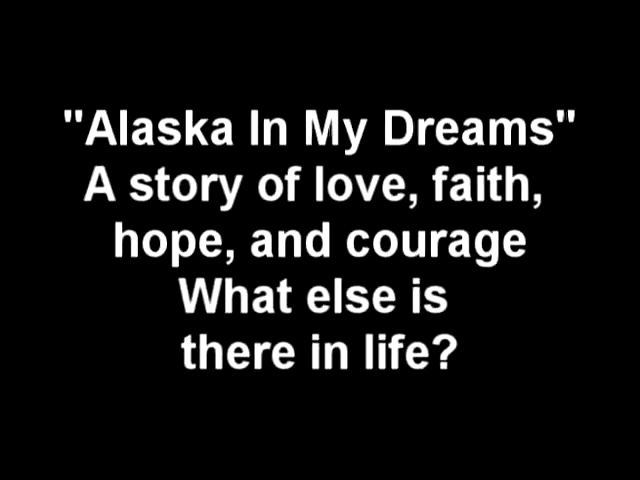 "Alaska In My Dreams"
A story of love, faith,
hope, and courage
What else is
there in life?